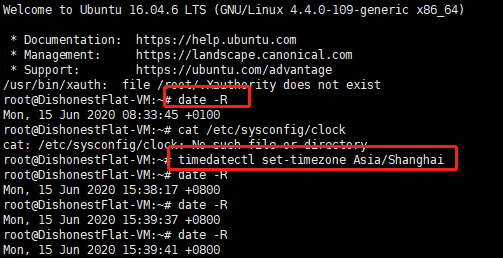 Welcome to Ubuntu 16.04.6 LTS (GNU/Linux 4.4.0-109-generic x86_64)
* Documentation: https://help.ubuntu.com
* Management: https://landscape.canonical.com
* Support: https://ubuntu.com/advantage
/usr/bin/xauth: file /root/.Xauthority does not exist
root@DishonestFlat-VM:~# date -R
Mon, 15 Jun 2020 08:33:45 +0100
root@DishonestFlat-VM:~# cat /etc/sysconfig/clock
cat: /etc/sysconfig/clock: No such file or directory
root@DishonestFlat-VM:~# timedatectl set-timezone Asia/Shanghai
root@DishonestFlat-VM:~# date -R
Mon, 15 Jun 2020 15:38:17 +0800
root@DishonestFlat-VM:~# date -R
Mon, 15 Jun 2020 15:39:37 +0800
root@DishonestFlat-VM:~# date -R
Mon, 15 Jun 2020 15:39:41 +0800